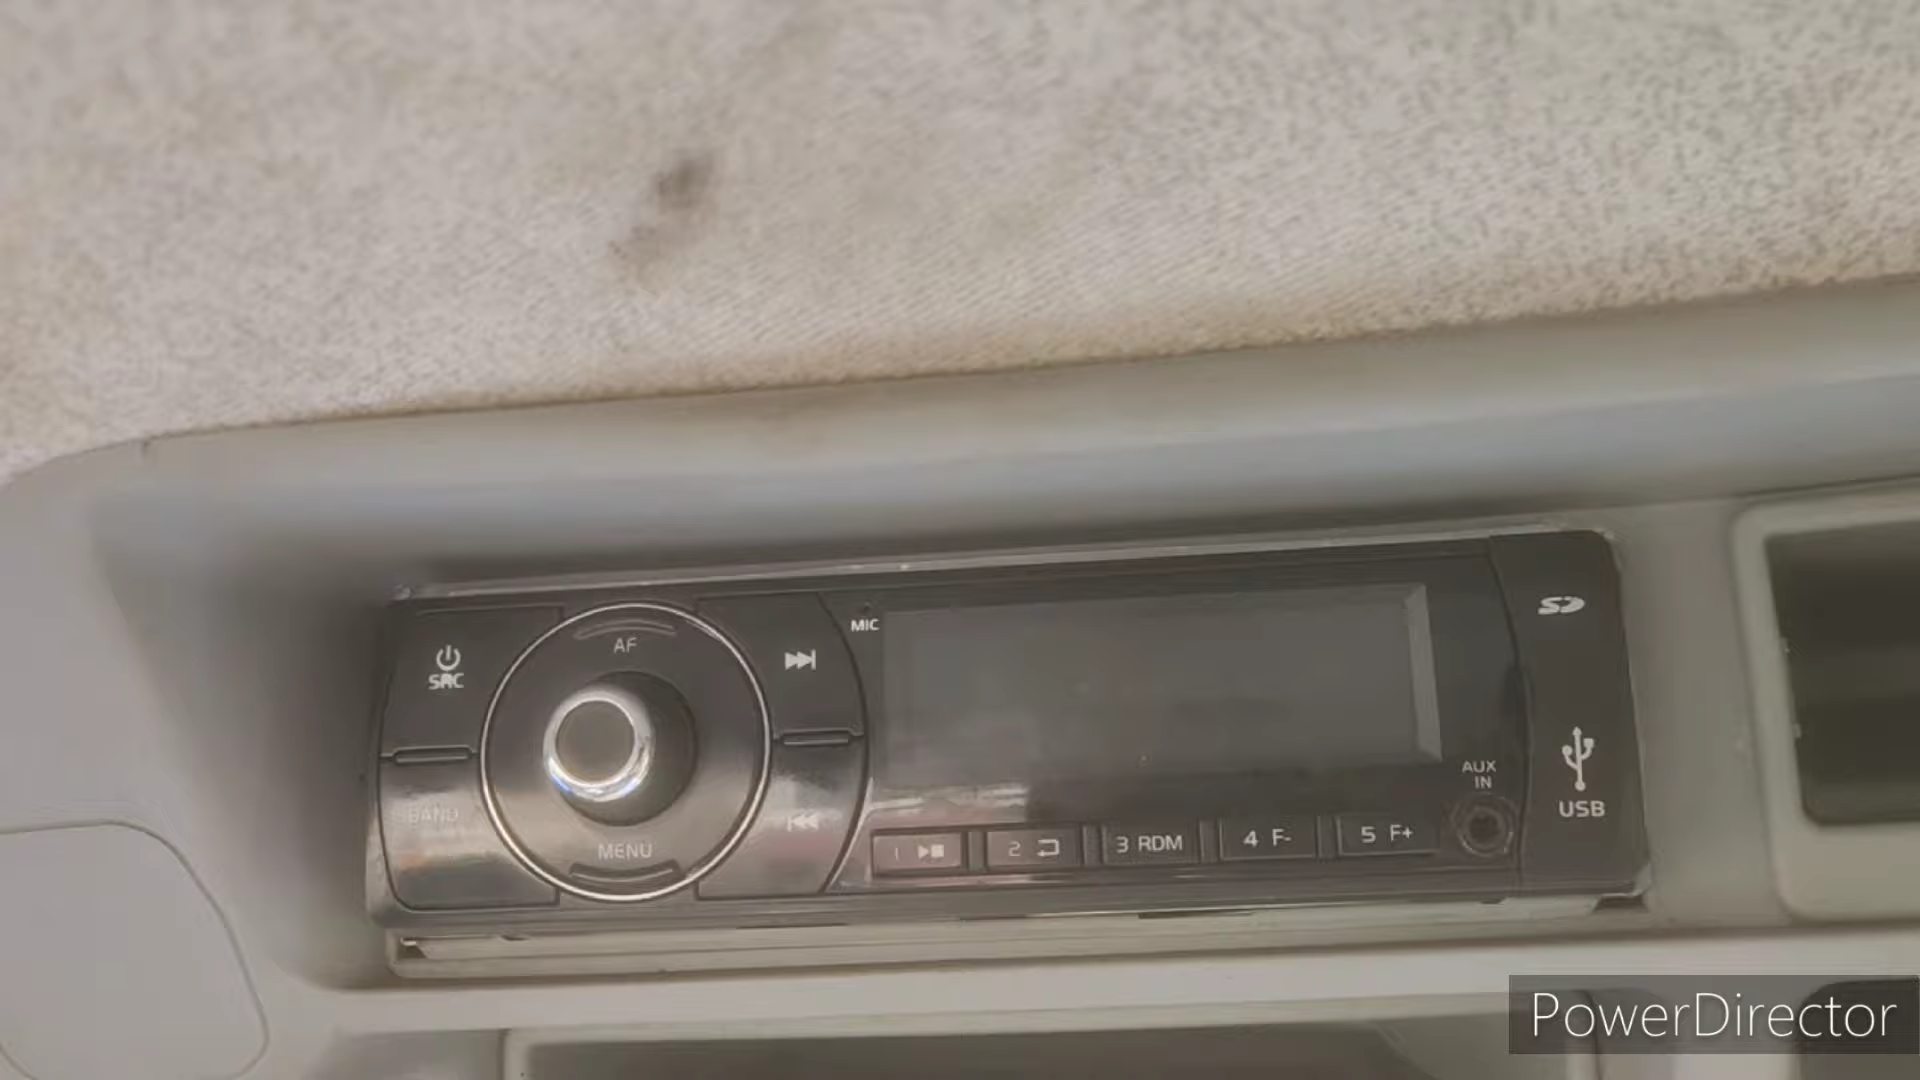 AF
MIC
SRC
BAND
MENU
1
2
3 RDM
4 F-
5 F+
AUX
IN
SD
USB
PowerDirector